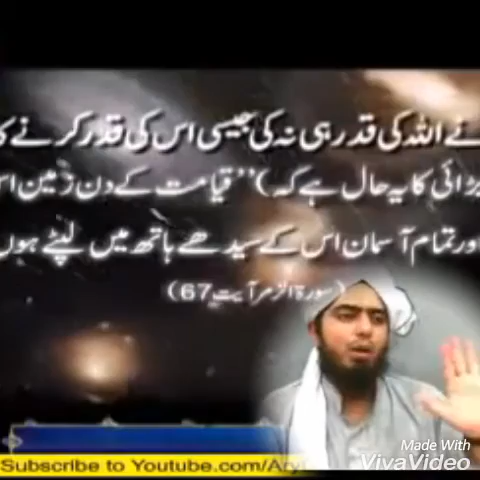 نے اللہ کی قدر ہی نہ کی جیسی اس کی قدر کرنے
بڑائی کا یہ حال ہے کہ) ''قیامت کے دن زمین
اور تمام آسمان اس کے سیدھے ہاتھ میں لپٹے ہوں
(سورۃ الزمر آیت 67)
Subscribe to Youtube.com/Ary
Made With
VivaVideo